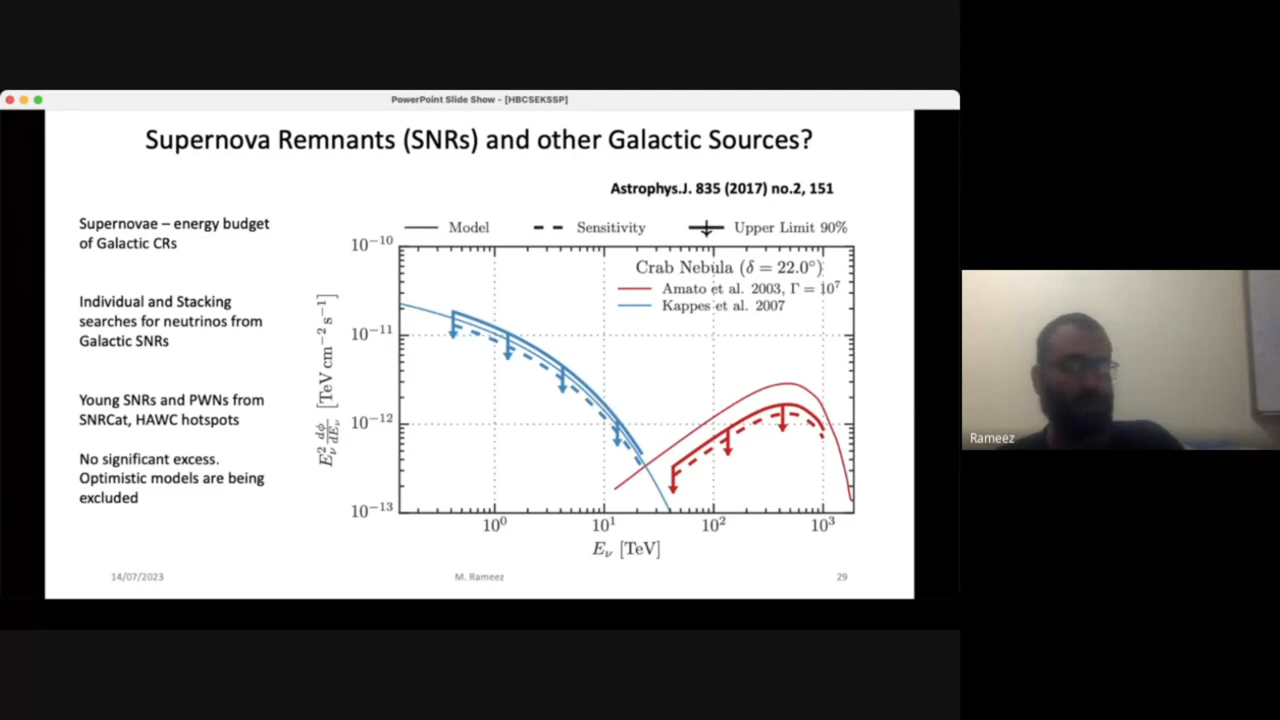 PowerPoint Slide Show - [HBCSEKSSP]
Supernova Remnants (SNRs) and other Galactic Sources?
Astrophys.J. 835 (2017) no.2, 151
Supernovae – energy budget
of Galactic CRs
Individual and Stacking
searches for neutrinos from
Galactic SNRs
Young SNRs and PWNs from
SNRCat, HAWC hotspots
No significant excess.
Optimistic models are being
excluded
Model Sensitivity Upper Limit 90%
Crab Nebula (δ = 22.0°)
Amato et al. 2003, Γ = 10⁷
Kappes et al. 2007
10⁻¹⁰
10⁻¹¹
10⁻¹²
10⁻¹³
E²ᵥ dϕ/dEᵥ [TeV cm⁻² s⁻¹]
10⁰ 10¹ 10² 10³
Eᵥ [TeV]
14/07/2023 M. Rameez 29
Rameez